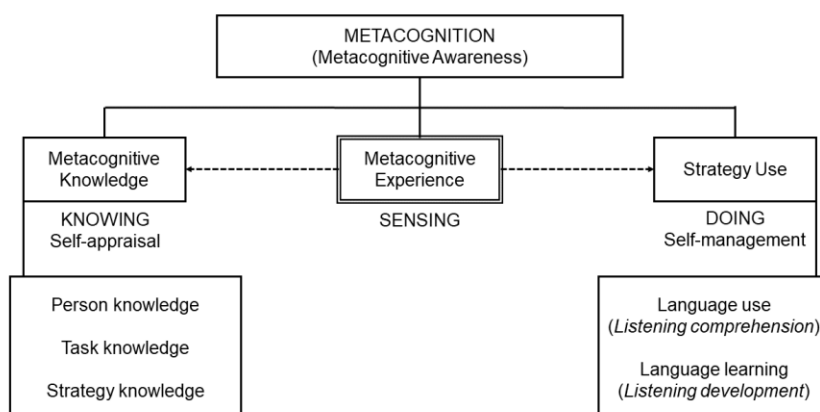 METACOGNITION
(Metacognitive Awareness)
Metacognitive
Knowledge
Metacognitive
Experience
Strategy Use
KNOWING
Self-appraisal
SENSING
DOING
Self-management
Person knowledge
Task knowledge
Strategy knowledge
Language use
(Listening comprehension)
Language learning
(Listening development)